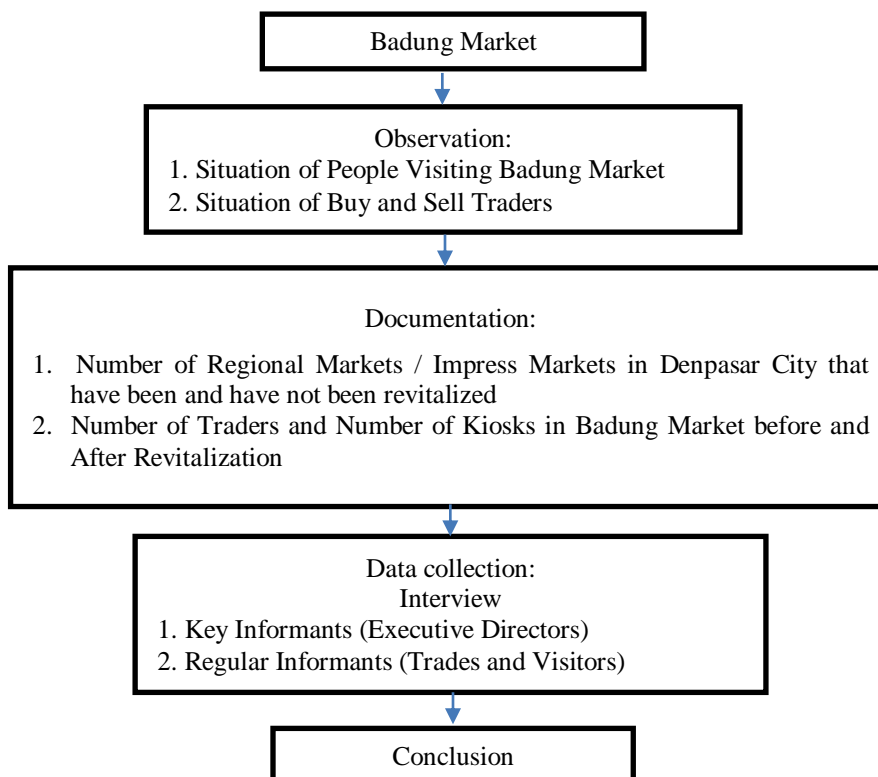 Badung Market
Observation:
1. Situation of People Visiting Badung Market
2. Situation of Buy and Sell Traders
Documentation:
1. Number of Regional Markets / Impress Markets in Denpasar City that
have been and have not been revitalized
2. Number of Traders and Number of Kiosks in Badung Market before and
After Revitalization
Data collection:
Interview
1. Key Informants (Executive Directors)
2. Regular Informants (Trades and Visitors)
Conclusion